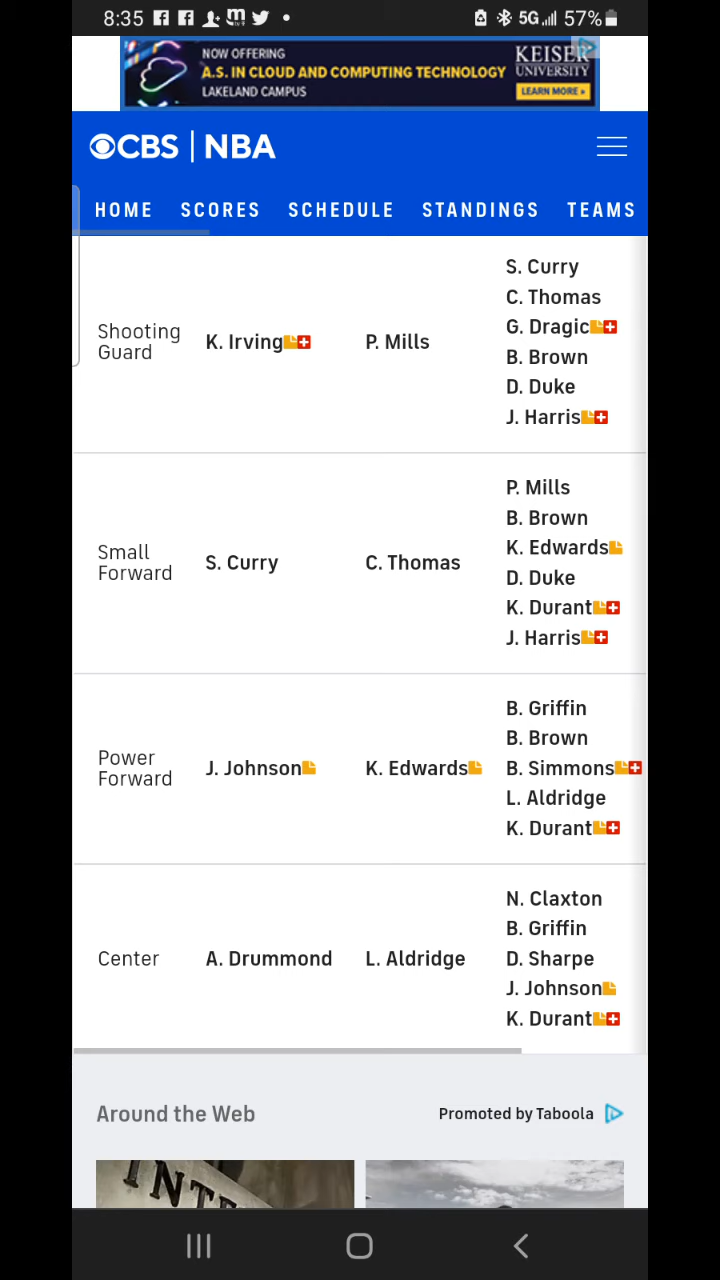 8:35
5G 57%
NOW OFFERING
A.S. IN CLOUD AND COMPUTING TECHNOLOGY
LAKELAND CAMPUS
KEISER
UNIVERSITY
LEARN MORE »
CBS | NBA
HOME SCORES SCHEDULE STANDINGS TEAMS
Shooting
Guard
K. Irving
P. Mills
S. Curry
C. Thomas
G. Dragic
B. Brown
D. Duke
J. Harris
Small
Forward
S. Curry
C. Thomas
P. Mills
B. Brown
K. Edwards
D. Duke
K. Durant
J. Harris
Power
Forward
J. Johnson
K. Edwards
B. Griffin
B. Brown
B. Simmons
L. Aldridge
K. Durant
Center
A. Drummond
L. Aldridge
N. Claxton
B. Griffin
D. Sharpe
J. Johnson
K. Durant
Around the Web
Promoted by Taboola
INTE